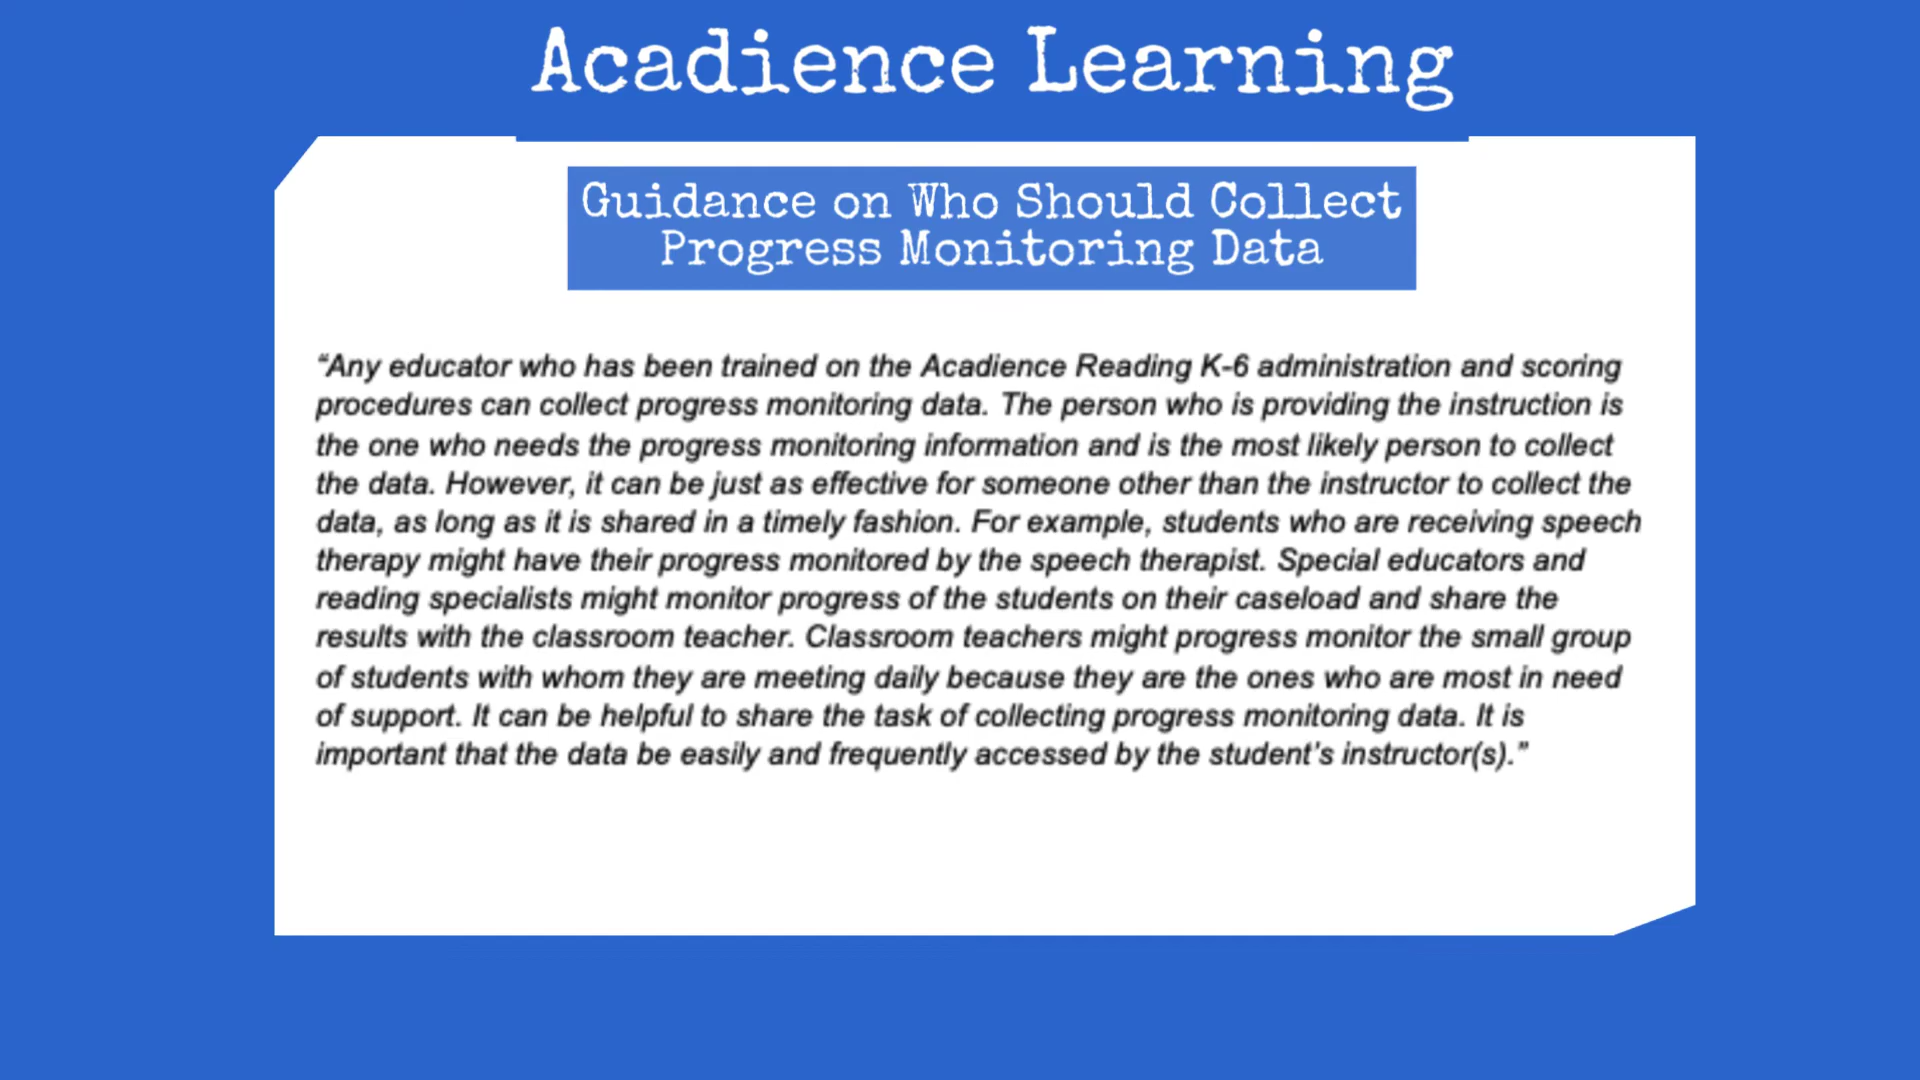 Acadience Learning
Guidance on Who Should Collect
Progress Monitoring Data
“Any educator who has been trained on the Acadience Reading K-6 administration and scoring
procedures can collect progress monitoring data. The person who is providing the instruction is
the one who needs the progress monitoring information and is the most likely person to collect
the data. However, it can be just as effective for someone other than the instructor to collect the
data, as long as it is shared in a timely fashion. For example, students who are receiving speech
therapy might have their progress monitored by the speech therapist. Special educators and
reading specialists might monitor progress of the students on their caseload and share the
results with the classroom teacher. Classroom teachers might progress monitor the small group
of students with whom they are meeting daily because they are the ones who are most in need
of support. It can be helpful to share the task of collecting progress monitoring data. It is
important that the data be easily and frequently accessed by the student’s instructor(s).”